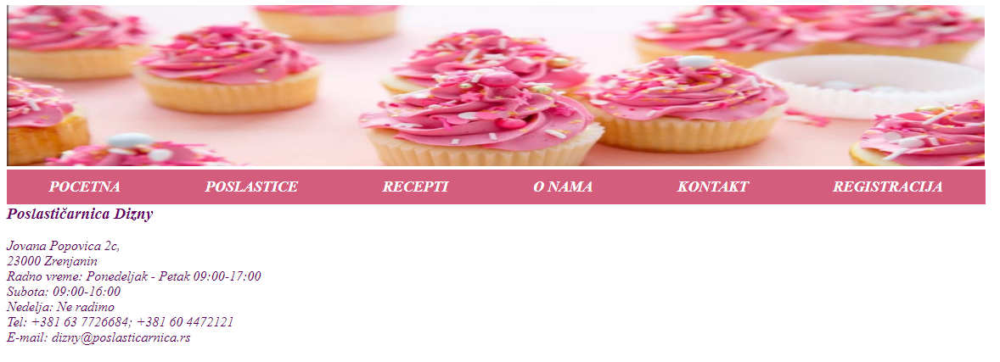 POCETNA POSLASTICE RECEPTI O NAMA KONTAKT REGISTRACIJA
Poslastičarnica Dizny
Jovana Popovica 2c,
23000 Zrenjanin
Radno vreme: Ponedeljak - Petak 09:00-17:00
Subota: 09:00-16:00
Nedelja: Ne radimo
Tel: +381 63 7726684; +381 60 4472121
E-mail: dizny@poslasticarnica.rs